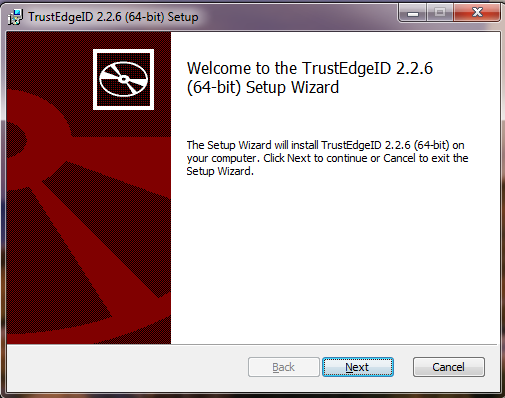 TrustEdgeID 2.2.6 (64-bit) Setup
Welcome to the TrustEdgeID 2.2.6
(64-bit) Setup Wizard
The Setup Wizard will install TrustEdgeID 2.2.6 (64-bit) on
your computer. Click Next to continue or Cancel to exit the
Setup Wizard.
Back Next Cancel